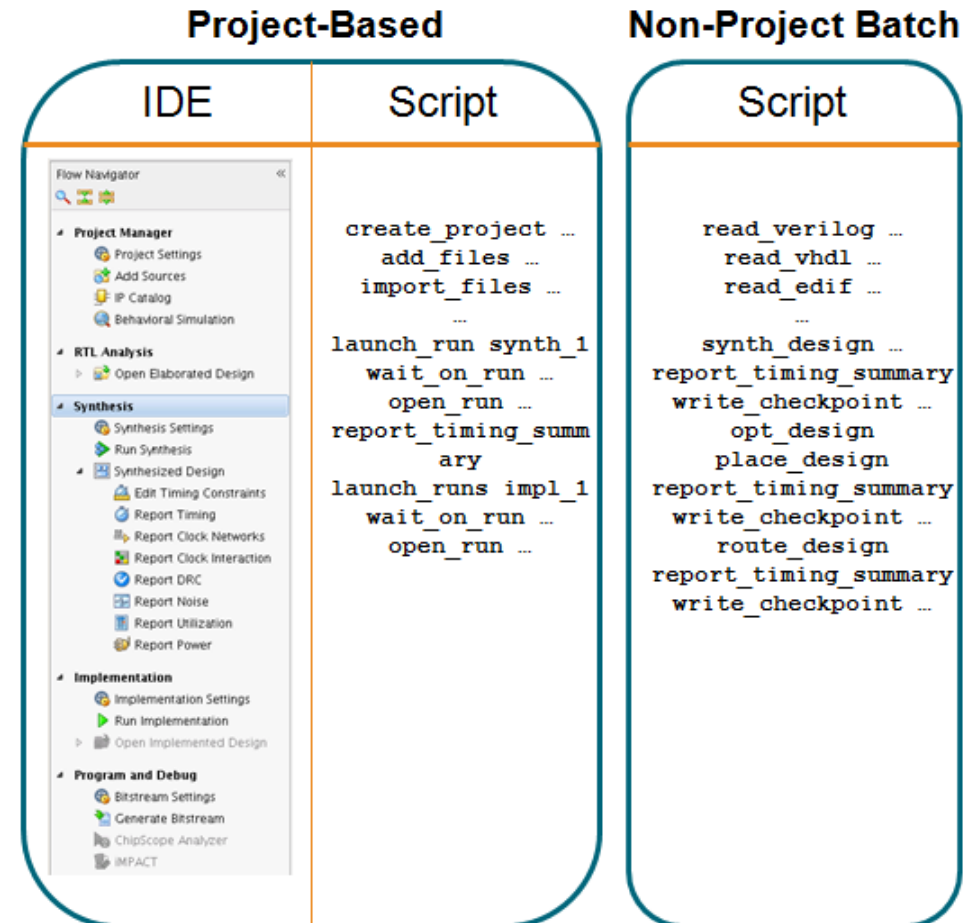 Project-Based
Non-Project Batch
IDE
Script
Script
Flow Navigator
«
Project Manager
Project Settings
Add Sources
IP Catalog
Behavioral Simulation
RTL Analysis
Open Elaborated Design
Synthesis
Synthesis Settings
Run Synthesis
Synthesized Design
Edit Timing Constraints
Report Timing
Report Clock Networks
Report Clock Interaction
Report DRC
Report Noise
Report Utilization
Report Power
Implementation
Implementation Settings
Run Implementation
Open Implemented Design
Program and Debug
Bitstream Settings
Generate Bitstream
ChipScope Analyzer
iMPACT
create_project …
add_files …
import_files …
…
launch_run synth_1
wait_on_run …
open_run …
report_timing_summ
ary
launch_runs impl_1
wait_on_run …
open_run …
read_verilog …
read_vhdl …
read_edif …
…
synth_design …
report_timing_summary
write_checkpoint …
opt_design
place_design
report_timing_summary
write_checkpoint …
route_design
report_timing_summary
write_checkpoint …